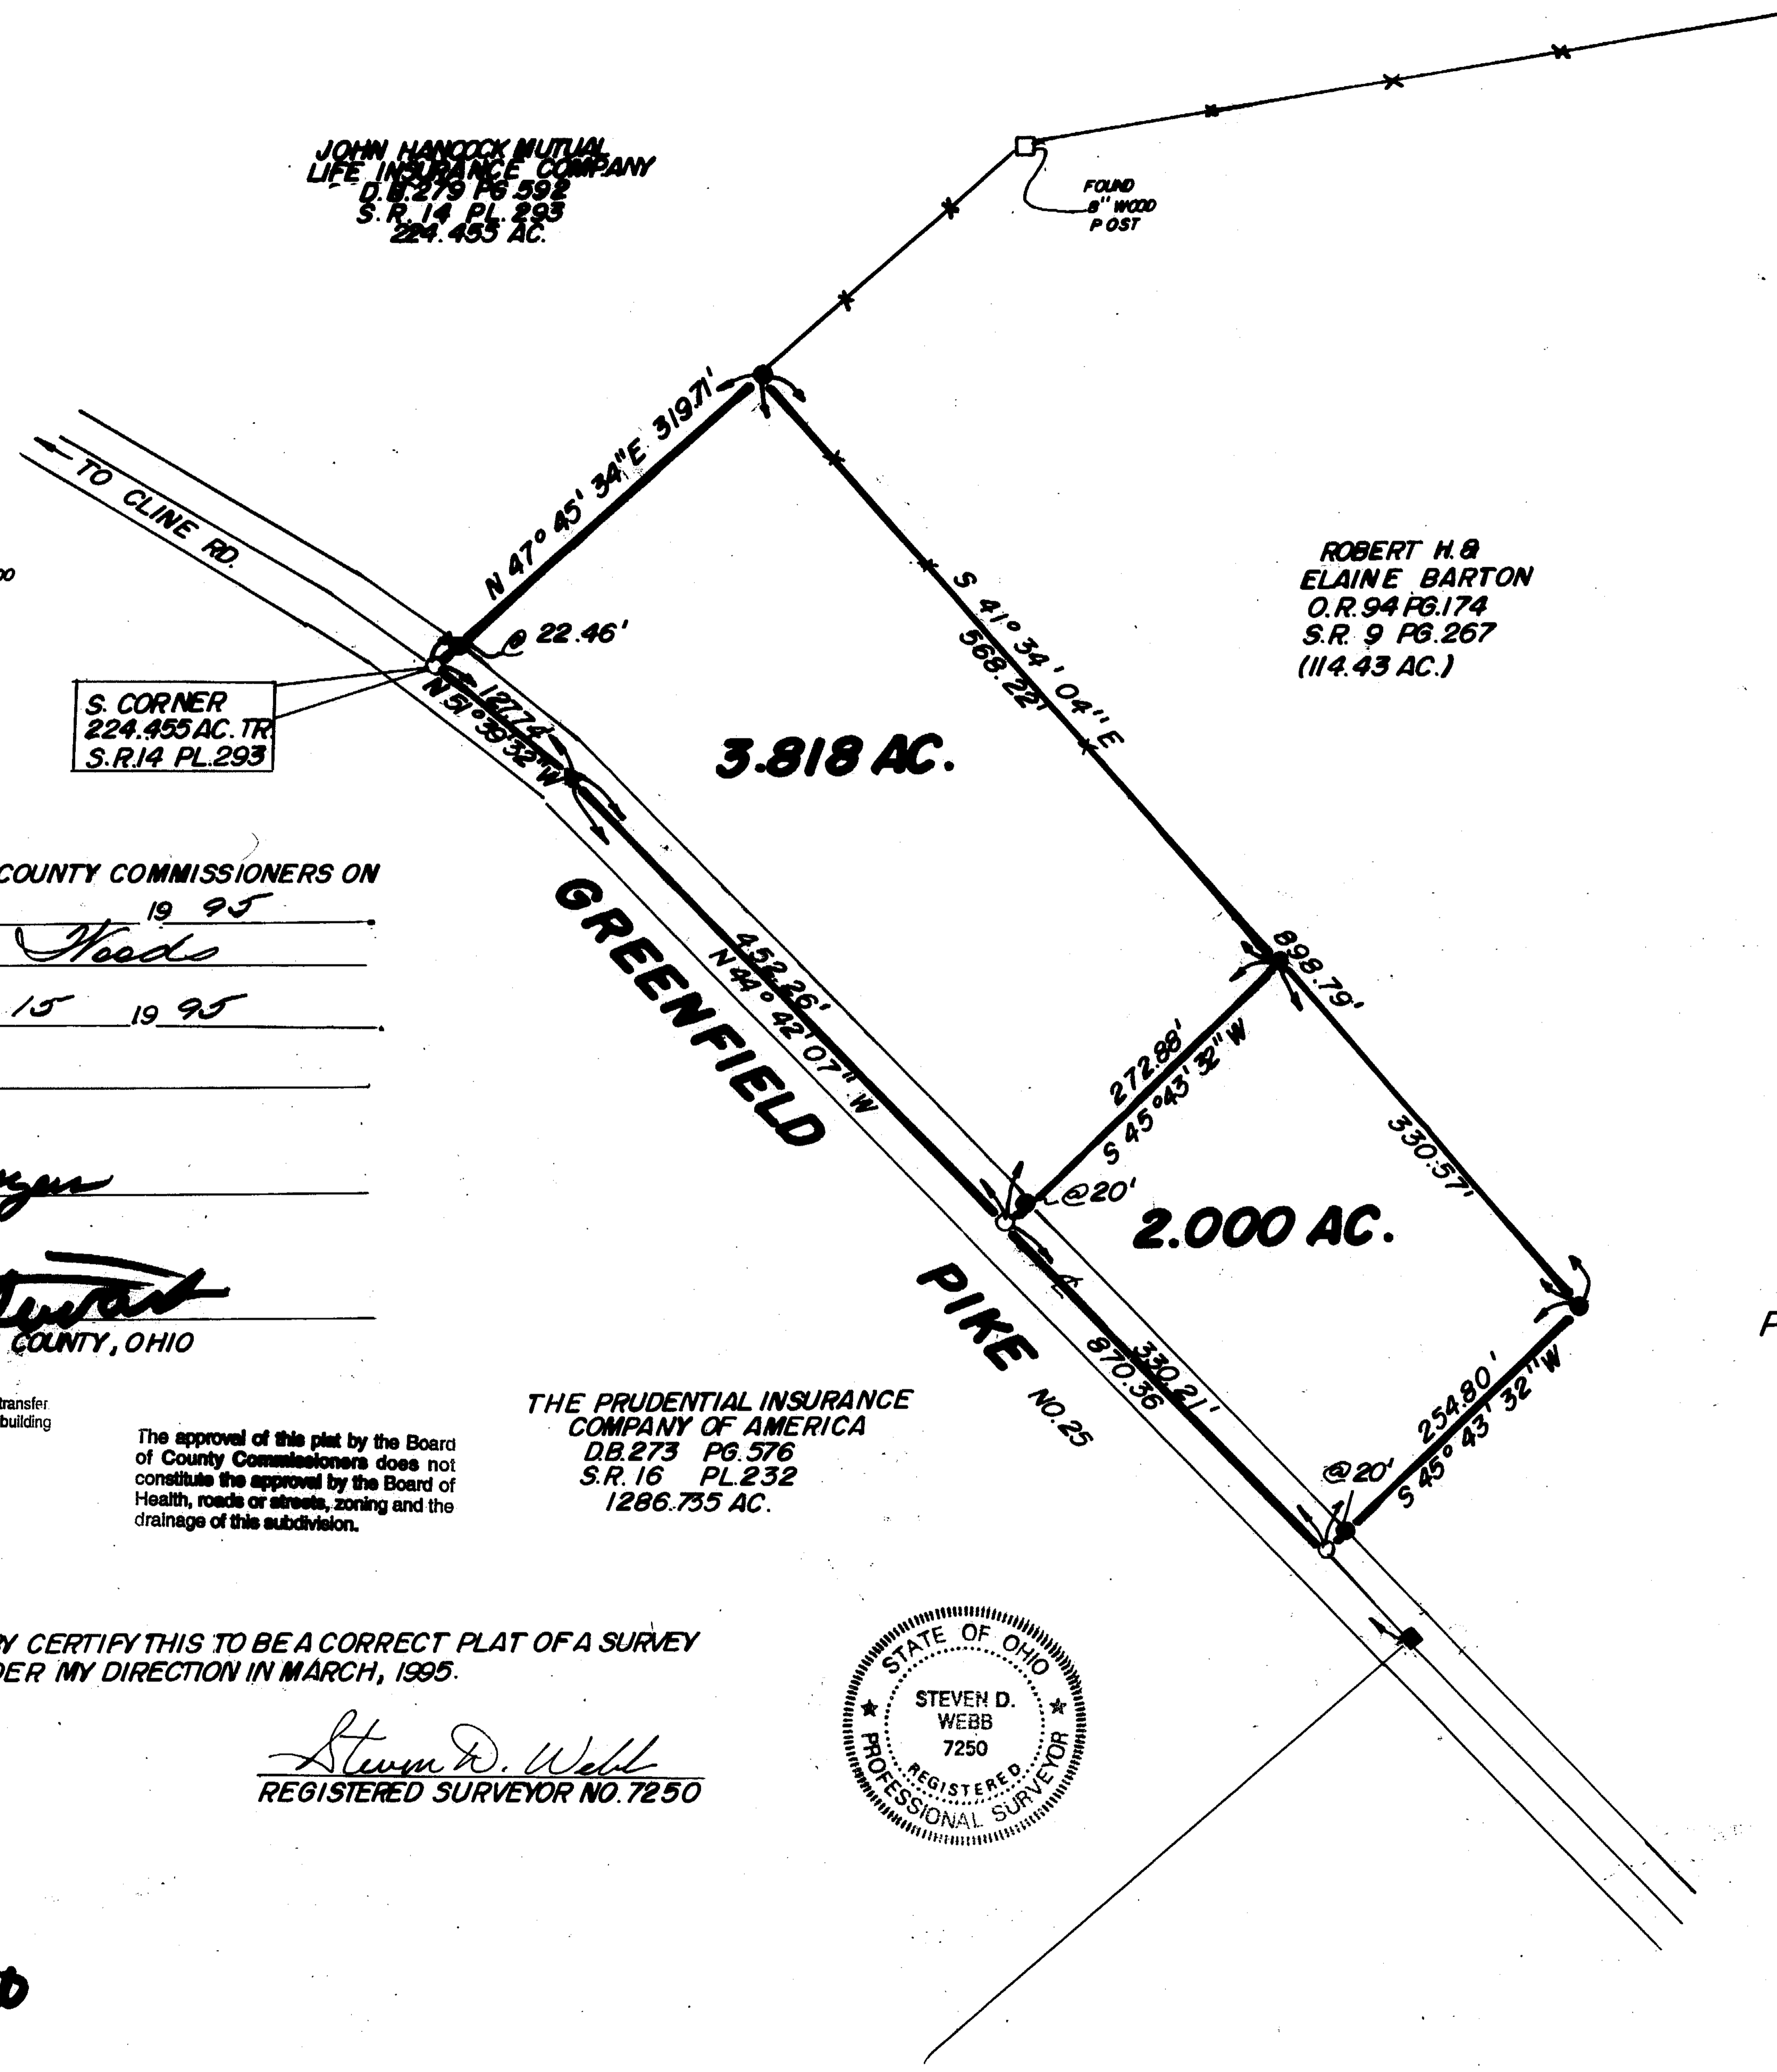 JOHN HANCOCK MUTUAL
LIFE INSURANCE COMPANY
D.B.279 PG.592
S.R.14 PL.293
224.455 AC.
FOUND
8" WOOD
POST
TO CLINE RD.
N 47° 45' 34" E 319.71'
@ 22.46'
S. CORNER
224.455 AC. TR.
S.R.14 PL.293
127.74
N 51° 39' 32" W
S 41° 34' 04" E
568.22'
ROBERT H. &
ELAINE BARTON
O.R. 94 PG.174
S.R. 9 PG.267
(114.43 AC.)
3.818 AC.
COUNTY COMMISSIONERS ON
19 95
Woods
15 19 95
COUNTY, OHIO
GREENFIELD
PIKE NO.25
452.26'
N 44° 42' 07" W
898.79'
272.88'
S 45° 43' 32" W
@20'
330.57'
2.000 AC.
330.21'
870.36
254.80'
S 45° 43' 32" W
@20'
transfer
building
The approval of this plat by the Board
of County Commissioners does not
constitute the approval by the Board of
Health, roads or streets, zoning and the
drainage of this subdivision.
THE PRUDENTIAL INSURANCE
COMPANY OF AMERICA
D.B.273 PG.576
S.R. 16 PL.232
1286.735 AC.
CERTIFY THIS TO BE A CORRECT PLAT OF A SURVEY
MY DIRECTION IN MARCH, 1995.
Steven D. Webb
REGISTERED SURVEYOR NO. 7250
STATE OF OHIO
STEVEN D.
WEBB
7250
REGISTERED
PROFESSIONAL SURVEYOR